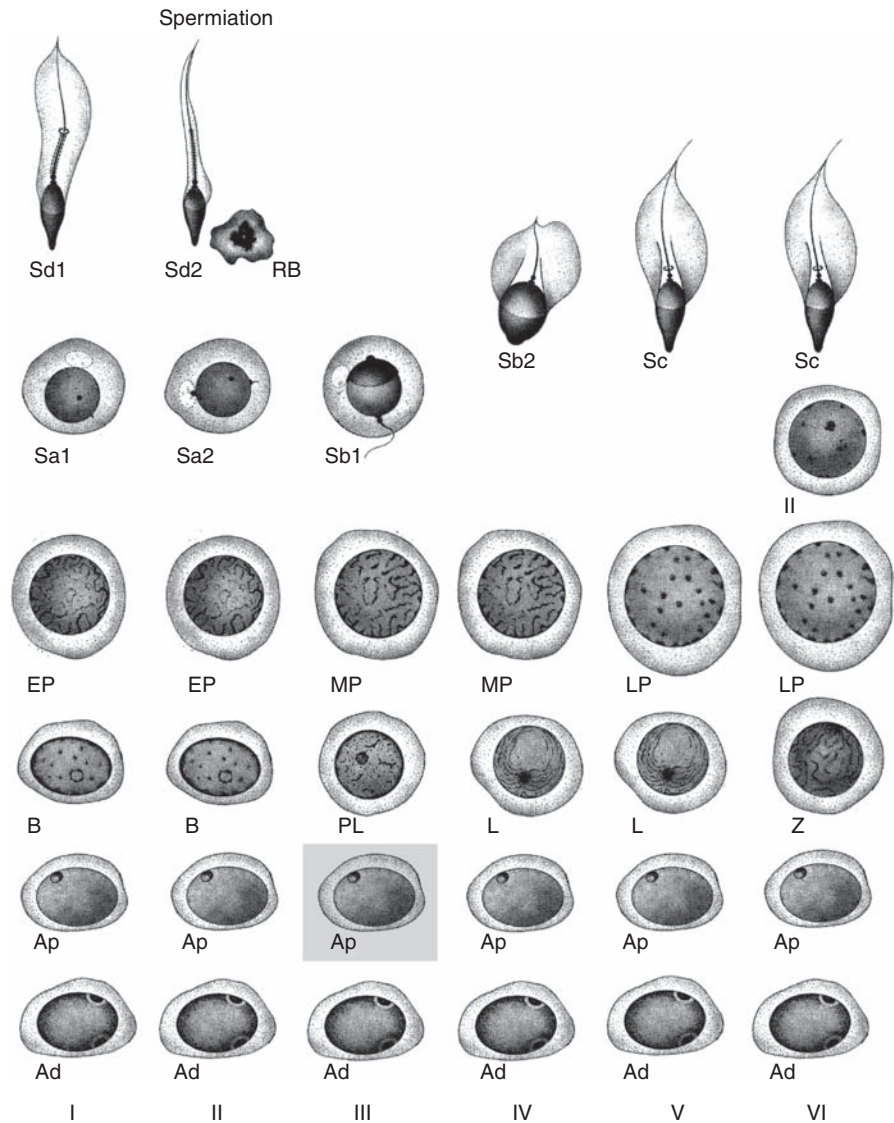 Spermiation
Sd1 Sd2 RB
Sb2 Sc Sc
Sa1 Sa2 Sb1
II
EP EP MP MP LP LP
B B PL L L Z
Ap Ap Ap Ap Ap Ap
Ad Ad Ad Ad Ad Ad
I II III IV V VI